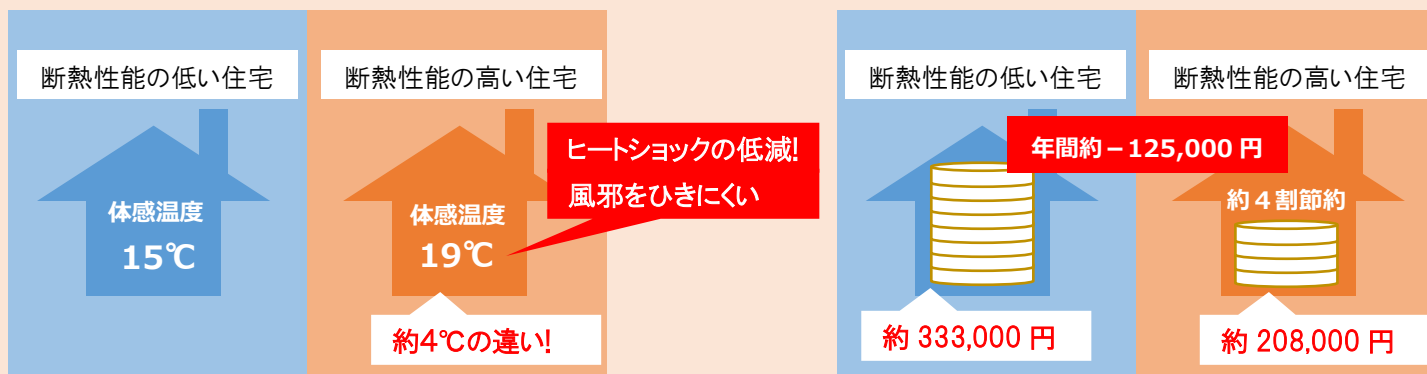 断熱性能の低い住宅
体感温度
15℃
断熱性能の高い住宅
体感温度
19℃
ヒートショックの低減!
風邪をひきにくい
約4℃の違い!
断熱性能の低い住宅
約 333,000 円
年間約－125,000 円
断熱性能の高い住宅
約４割節約
約 208,000 円